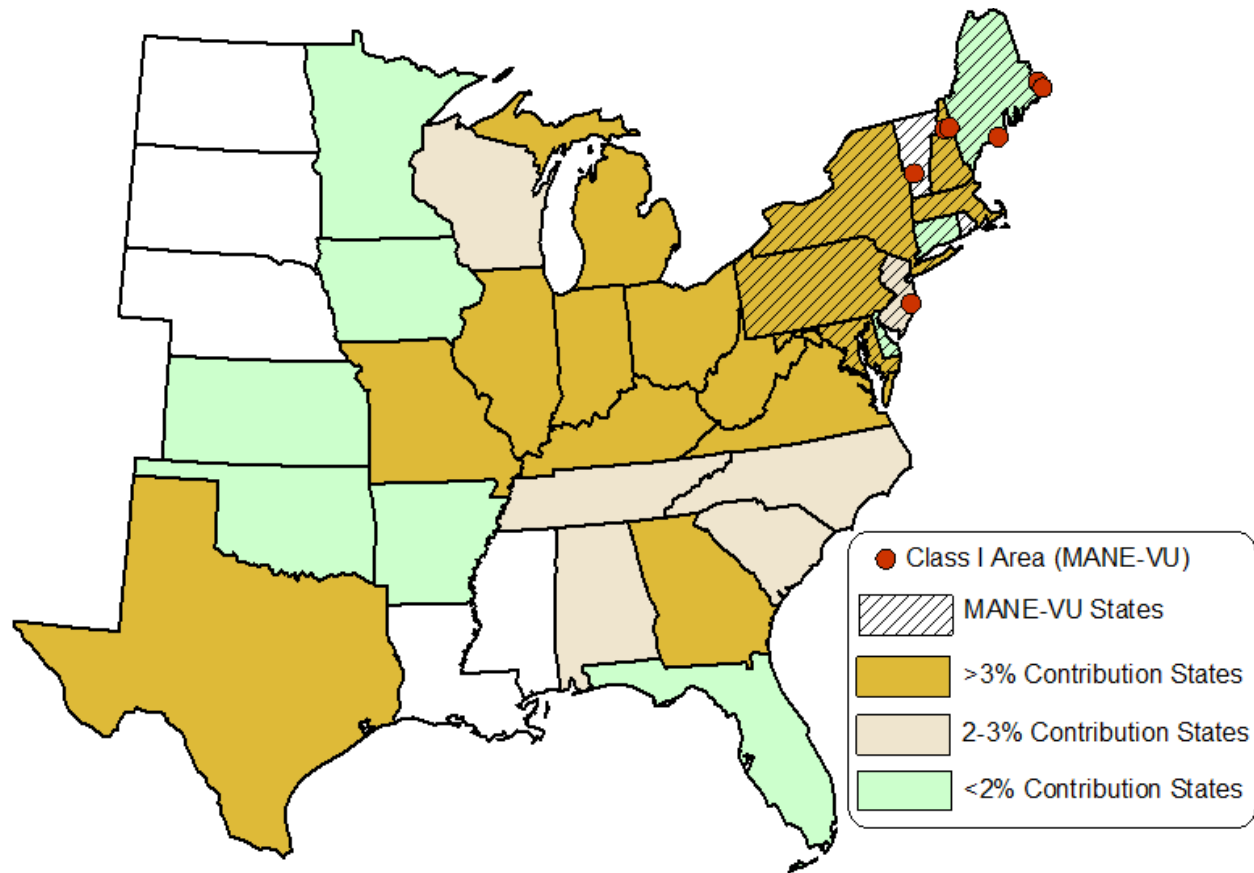 Class I Area (MANE-VU)
MANE-VU States
>3% Contribution States
2-3% Contribution States
<2% Contribution States